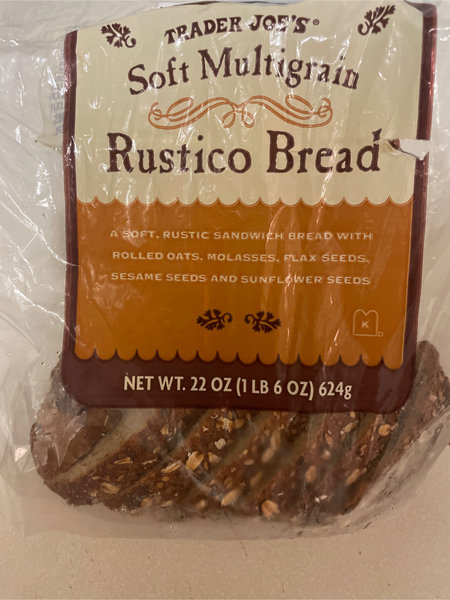 TRADER JOE'S®
Soft Multigrain
Rustico Bread
A SOFT, RUSTIC SANDWICH BREAD WITH
ROLLED OATS, MOLASSES, FLAX SEEDS,
SESAME SEEDS AND SUNFLOWER SEEDS
K
NET WT. 22 OZ (1 LB 6 OZ) 624g